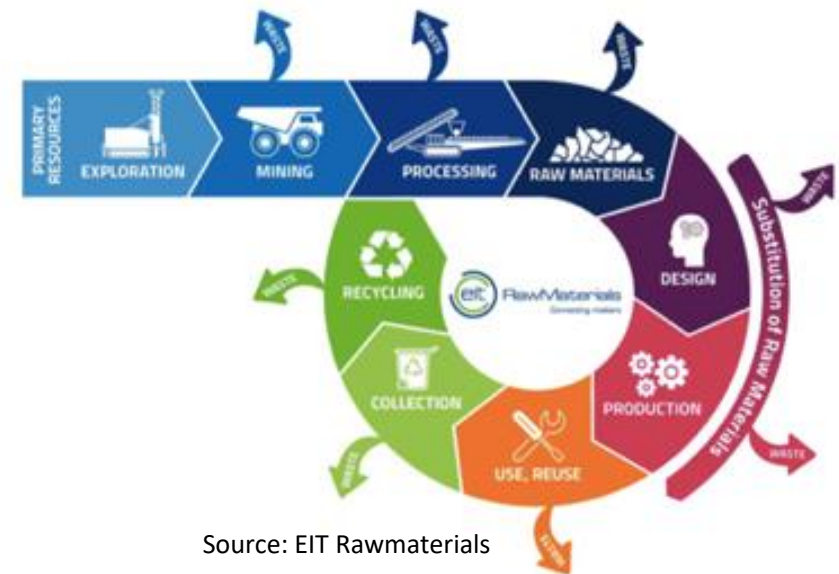 WASTE
WASTE
WASTE
PRIMARY
RESOURCES
EXPLORATION
MINING
PROCESSING
RAW MATERIALS
WASTE
Substitution of Raw Materials
DESIGN
RECYCLING
WASTE
eit RawMaterials
Connecting matters
COLLECTION
PRODUCTION
WASTE
USE, REUSE
WASTE
WASTE
Source: EIT Rawmaterials